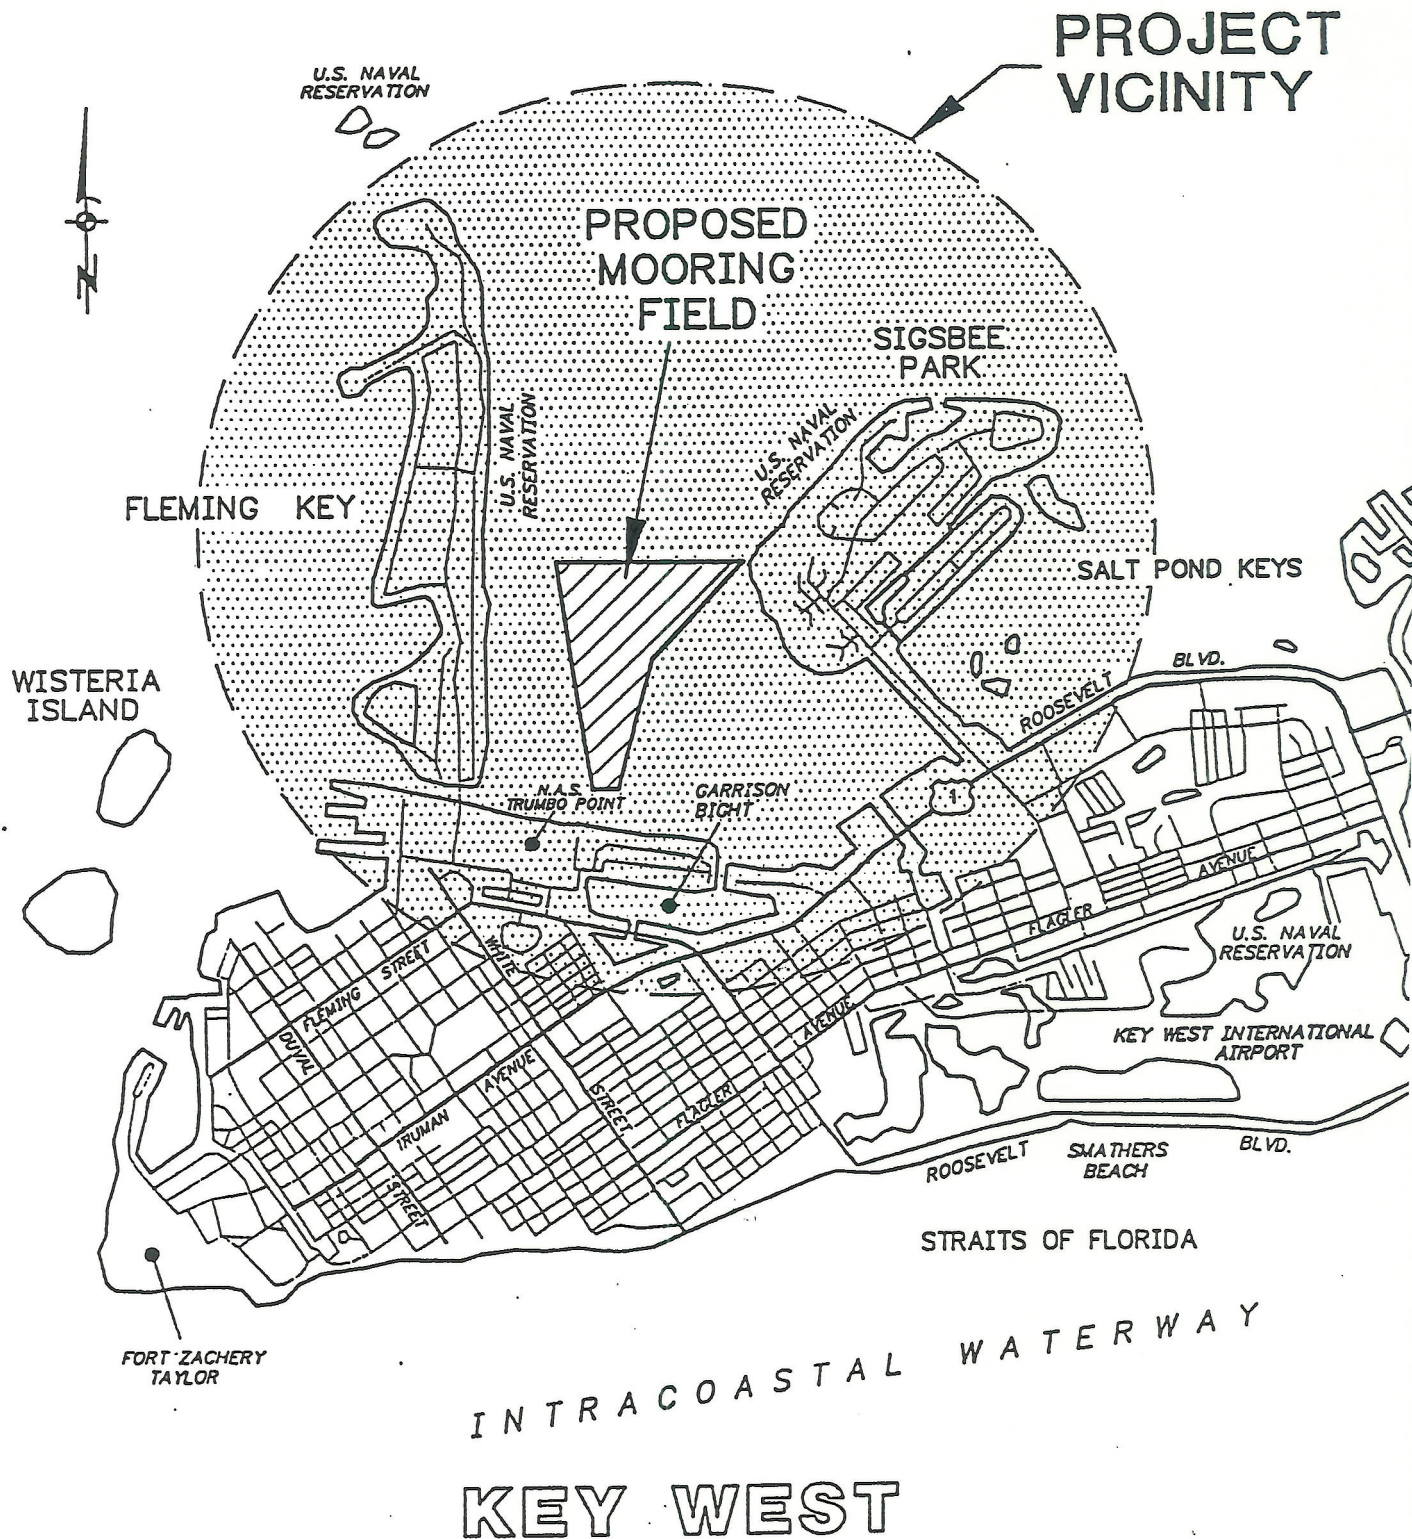 PROJECT
VICINITY
U.S. NAVAL
RESERVATION
N
PROPOSED
MOORING
FIELD
SIGSBEE
PARK
U.S. NAVAL
RESERVATION
U.S. NAVAL
RESERVATION
FLEMING KEY
SALT POND KEYS
WISTERIA
ISLAND
ROOSEVELT
BLVD.
N.A.S.
TRUMBO POINT
GARRISON
BIGHT
1
FLAGLER
AVENUE
U.S. NAVAL
RESERVATION
FLEMING STREET
WHITE
STREET
DUVAL
STREET
TRUMAN
AVENUE
FLAGLER
AVENUE
KEY WEST INTERNATIONAL
AIRPORT
ROOSEVELT
BLVD.
SMATHERS
BEACH
STRAITS OF FLORIDA
FORT ZACHERY
TAYLOR
INTRACOASTAL WATERWAY
KEY WEST